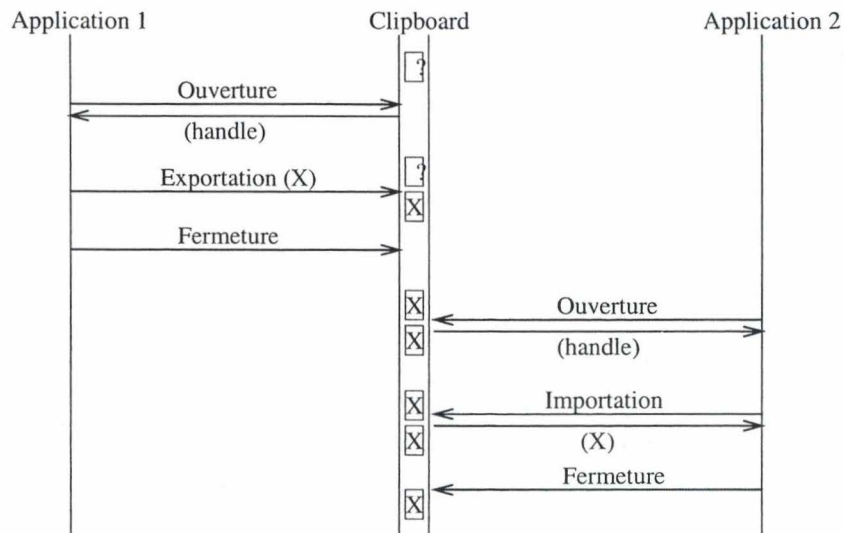 Application 1 Clipboard Application 2
?
Ouverture
(handle)
?
Exportation (X)
X
Fermeture
X
Ouverture
X
(handle)
X
Importation
X
(X)
Fermeture
X